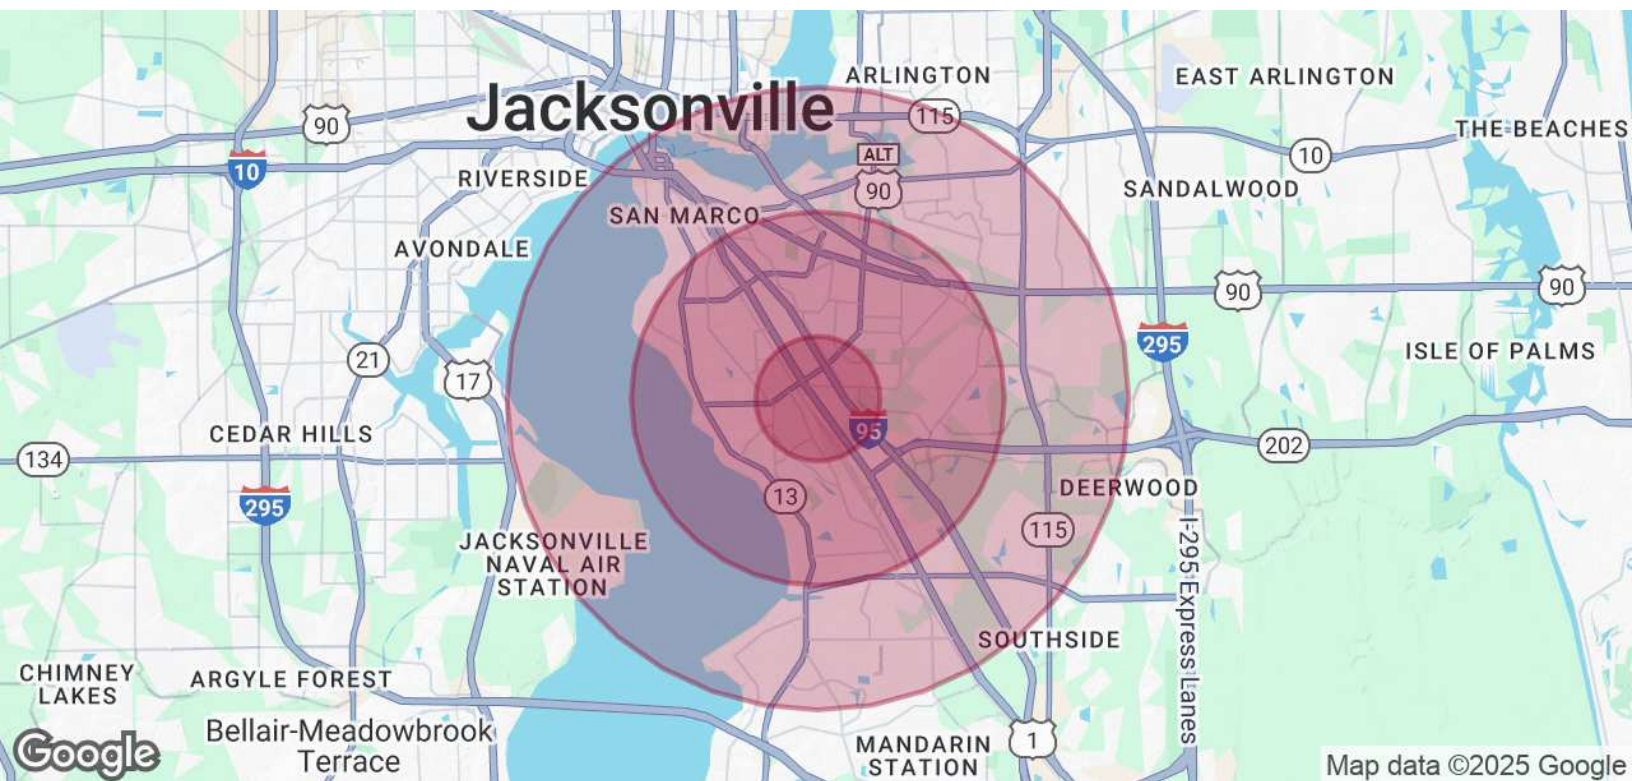 ARLINGTON
EAST ARLINGTON
Jacksonville
90
115
THE BEACHES
10
ALT
10
RIVERSIDE
90
SANDALWOOD
SAN MARCO
AVONDALE
90
90
295
ISLE OF PALMS
21
17
95
CEDAR HILLS
134
202
295
13
DEERWOOD
115
JACKSONVILLE
NAVAL AIR
STATION
I-295 Express Lanes
SOUTHSIDE
CHIMNEY
LAKES
ARGYLE FOREST
Bellair-Meadowbrook
Terrace
MANDARIN
STATION
1
Google
Map data ©2025 Google